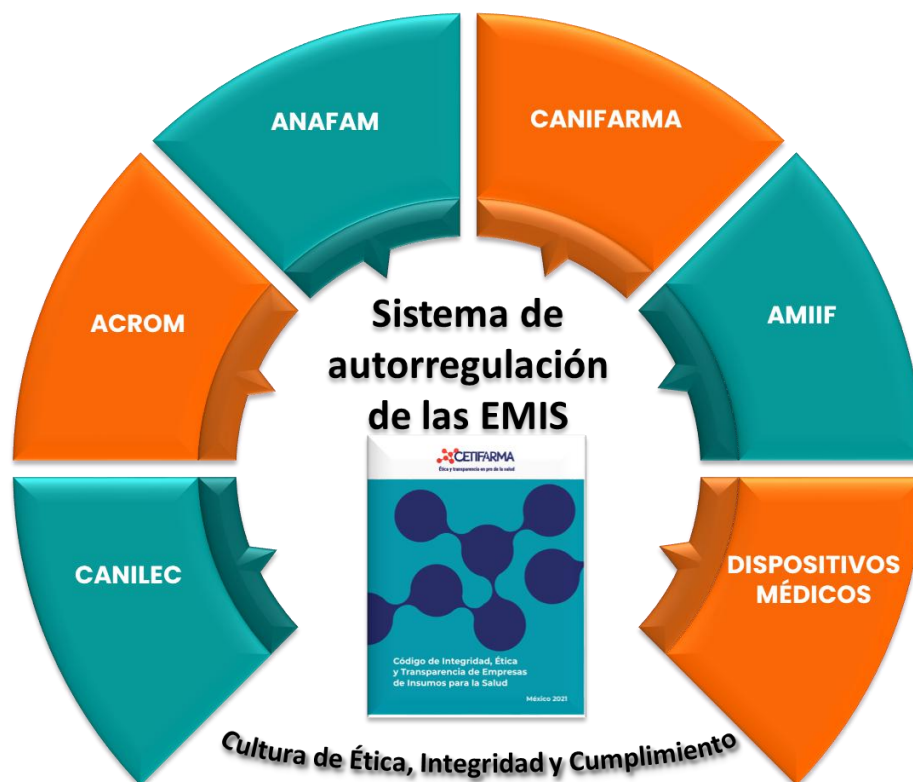 ANAFAM
CANIFARMA
ACROM
AMIIF
CANILEC
DISPOSITIVOS
MÉDICOS
Sistema de
autorregulación
de las EMIS
CETIFARMA
Ética y transparencia en pro de la salud
Código de Integridad, Ética
y Transparencia de Empresas
de Insumos para la Salud
México 2021
Cultura de Ética, Integridad y Cumplimiento